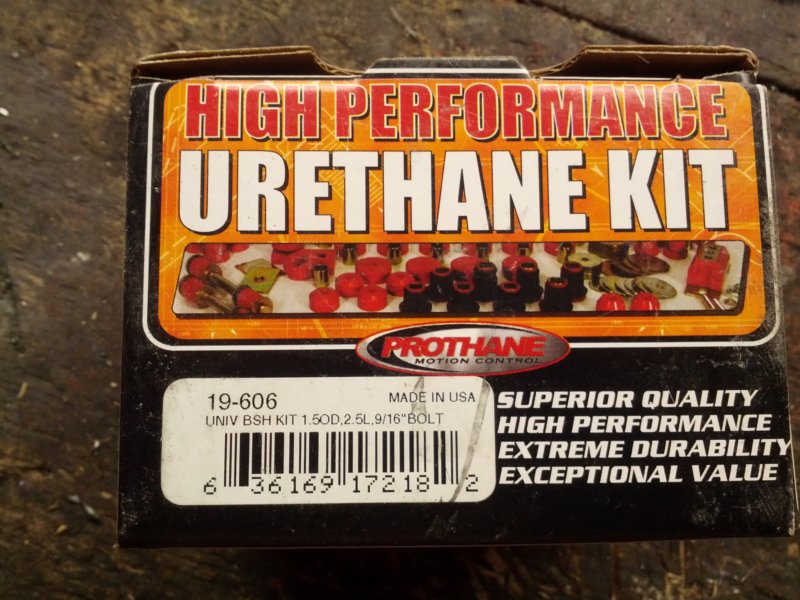 HIGH PERFORMANCE
URETHANE KIT
PROTHANE
MOTION CONTROL
19-606 MADE IN USA
UNIV BSH KIT 1.5OD,2.5L,9/16"BOLT
6 36169 17218 2
SUPERIOR QUALITY
HIGH PERFORMANCE
EXTREME DURABILITY
EXCEPTIONAL VALUE